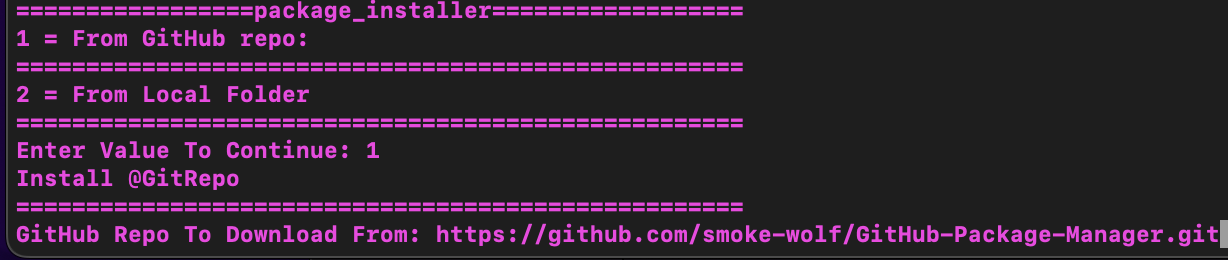 =================package_installer==================
1 = From GitHub repo:
====================================================
2 = From Local Folder
====================================================
Enter Value To Continue: 1
Install @GitRepo
====================================================
GitHub Repo To Download From: https://github.com/smoke-wolf/GitHub-Package-Manager.git